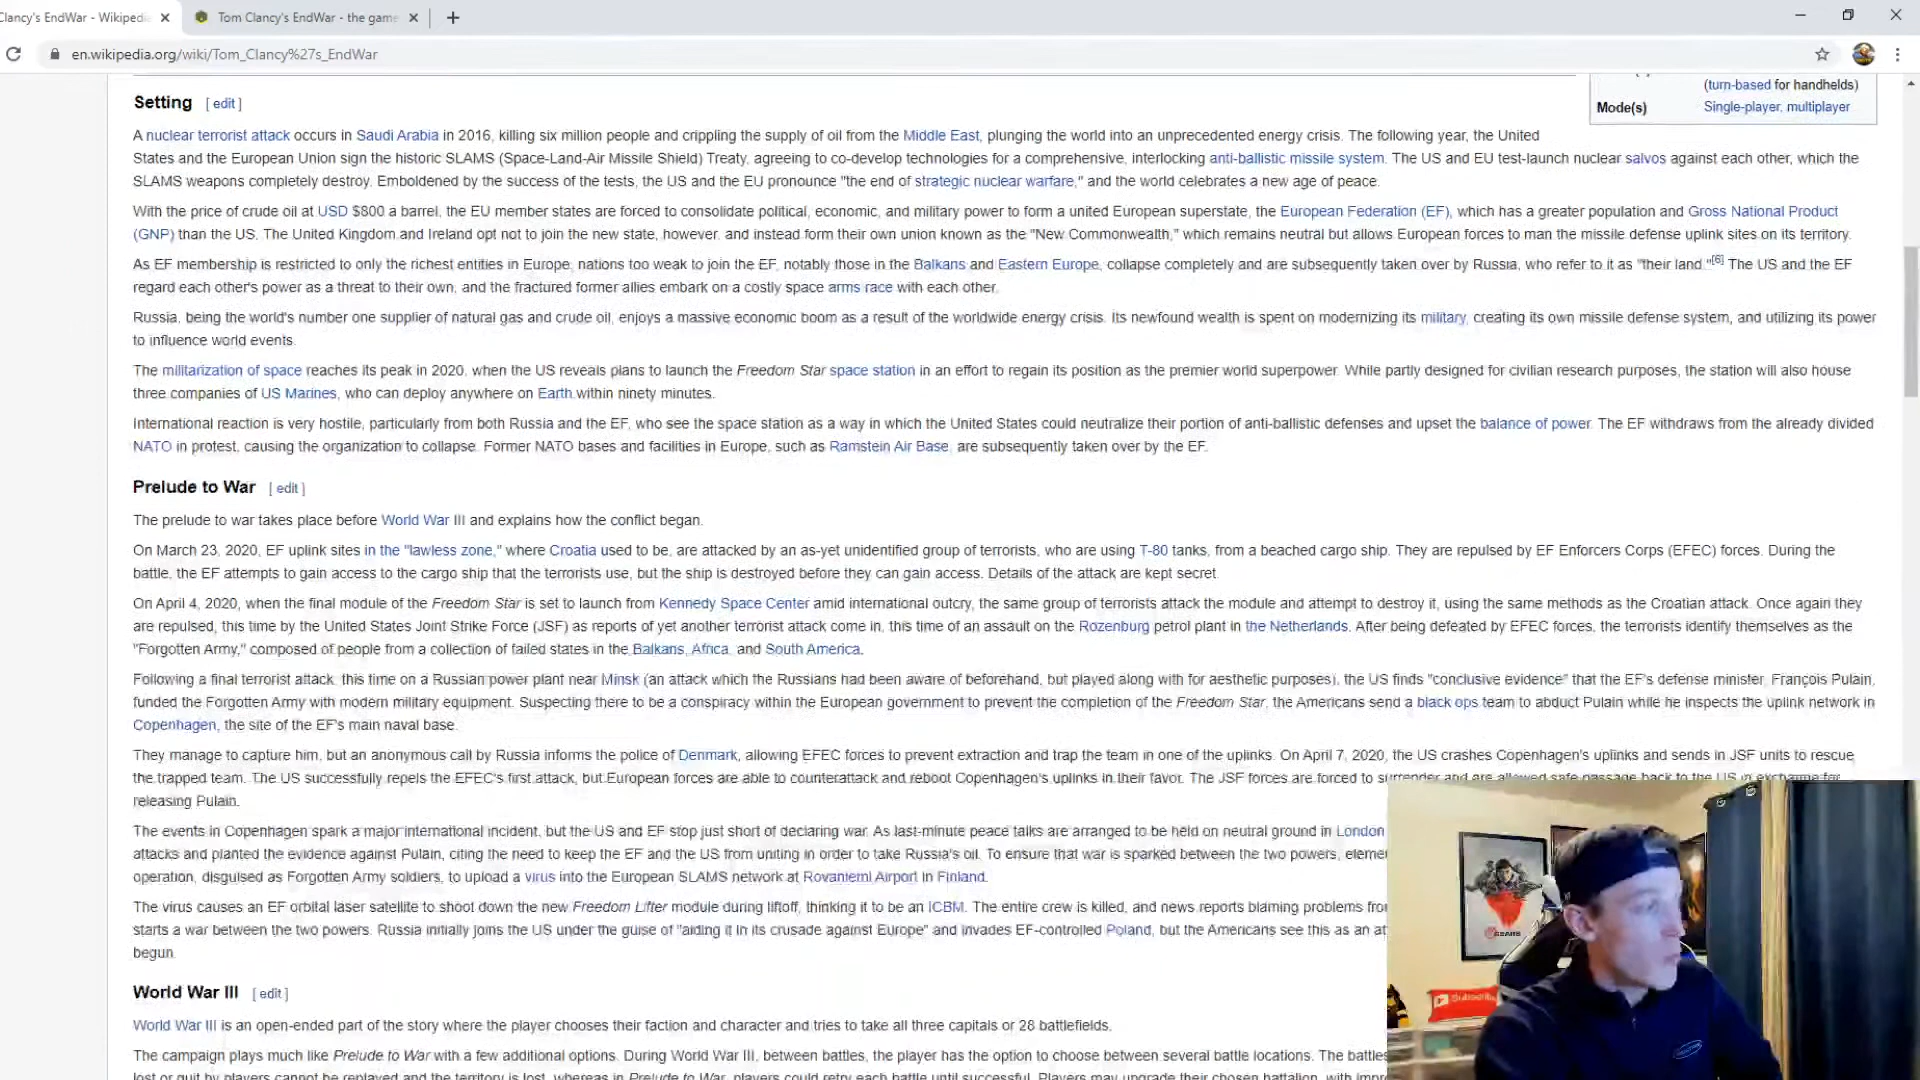 Clancy's EndWar - Wikipedi
Tom Clancy's EndWar - the game
en.wikipedia.org/wiki/Tom_Clancy%27s_EndWar
(turn-based for handhelds)
Mode(s) Single-player, multiplayer
Setting [ edit ]
A nuclear terrorist attack occurs in Saudi Arabia in 2016, killing six million people and crippling the supply of oil from the Middle East, plunging the world into an unprecedented energy crisis. The following year, the United
States and the European Union sign the historic SLAMS (Space-Land-Air Missile Shield) Treaty, agreeing to co-develop technologies for a comprehensive, interlocking anti-ballistic missile system. The US and EU test-launch nuclear salvos against each other, which the
SLAMS weapons completely destroy. Emboldened by the success of the tests, the US and the EU pronounce "the end of strategic nuclear warfare," and the world celebrates a new age of peace.
With the price of crude oil at USD $800 a barrel, the EU member states are forced to consolidate political, economic, and military power to form a united European superstate, the European Federation (EF), which has a greater population and Gross National Product
(GNP) than the US. The United Kingdom and Ireland opt not to join the new state, however, and instead form their own union known as the "New Commonwealth," which remains neutral but allows European forces to man the missile defense uplink sites on its territory.
As EF membership is restricted to only the richest entities in Europe, nations too weak to join the EF, notably those in the Balkans and Eastern Europe, collapse completely and are subsequently taken over by Russia, who refer to it as "their land."[6] The US and the EF
regard each other's power as a threat to their own, and the fractured former allies embark on a costly space arms race with each other.
Russia, being the world's number one supplier of natural gas and crude oil, enjoys a massive economic boom as a result of the worldwide energy crisis. Its newfound wealth is spent on modernizing its military, creating its own missile defense system, and utilizing its power
to influence world events.
The militarization of space reaches its peak in 2020, when the US reveals plans to launch the Freedom Star space station in an effort to regain its position as the premier world superpower. While partly designed for civilian research purposes, the station will also house
three companies of US Marines, who can deploy anywhere on Earth within ninety minutes.
International reaction is very hostile, particularly from both Russia and the EF, who see the space station as a way in which the United States could neutralize their portion of anti-ballistic defenses and upset the balance of power. The EF withdraws from the already divided
NATO in protest, causing the organization to collapse. Former NATO bases and facilities in Europe, such as Ramstein Air Base, are subsequently taken over by the EF.
Prelude to War [ edit ]
The prelude to war takes place before World War III and explains how the conflict began.
On March 23, 2020, EF uplink sites in the "lawless zone," where Croatia used to be, are attacked by an as-yet unidentified group of terrorists, who are using T-80 tanks, from a beached cargo ship. They are repulsed by EF Enforcers Corps (EFEC) forces. During the
battle, the EF attempts to gain access to the cargo ship that the terrorists use, but the ship is destroyed before they can gain access. Details of the attack are kept secret.
On April 4, 2020, when the final module of the Freedom Star is set to launch from Kennedy Space Center amid international outcry, the same group of terrorists attack the module and attempt to destroy it, using the same methods as the Croatian attack. Once again they
are repulsed, this time by the United States Joint Strike Force (JSF) as reports of yet another terrorist attack come in, this time of an assault on the Rozenburg petrol plant in the Netherlands. After being defeated by EFEC forces, the terrorists identify themselves as the
"Forgotten Army," composed of people from a collection of failed states in the Balkans, Africa, and South America.
Following a final terrorist attack, this time on a Russian power plant near Minsk (an attack which the Russians had been aware of beforehand, but played along with for aesthetic purposes), the US finds "conclusive evidence" that the EF's defense minister, François Pulain,
funded the Forgotten Army with modern military equipment. Suspecting there to be a conspiracy within the European government to prevent the completion of the Freedom Star, the Americans send a black ops team to abduct Pulain while he inspects the uplink network in
Copenhagen, the site of the EF's main naval base.
They manage to capture him, but an anonymous call by Russia informs the police of Denmark, allowing EFEC forces to prevent extraction and trap the team in one of the uplinks. On April 7, 2020, the US crashes Copenhagen's uplinks and sends in JSF units to rescue
the trapped team. The US successfully repels the EFEC's first attack, but European forces are able to counterattack and reboot Copenhagen's uplinks in their favor. The JSF forces are forced to surrender and are allowed safe passage back to the US in exchange for
releasing Pulain.
The events in Copenhagen spark a major international incident, but the US and EF stop just short of declaring war. As last-minute peace talks are arranged to be held on neutral ground in London
attacks and planted the evidence against Pulain, citing the need to keep the EF and the US from uniting in order to take Russia's oil. To ensure that war is sparked between the two powers, eleme
operation, disguised as Forgotten Army soldiers, to upload a virus into the European SLAMS network at Rovaniemi Airport in Finland.
The virus causes an EF orbital laser satellite to shoot down the new Freedom Lifter module during liftoff, thinking it to be an ICBM. The entire crew is killed, and news reports blaming problems fro
starts a war between the two powers. Russia initially joins the US under the guise of "aiding it in its crusade against Europe" and invades EF-controlled Poland, but the Americans see this as an at
begun.
World War III [ edit ]
World War III is an open-ended part of the story where the player chooses their faction and character and tries to take all three capitals or 28 battlefields.
The campaign plays much like Prelude to War with a few additional options. During World War III, between battles, the player has the option to choose between several battle locations. The battles
lost or quit by players cannot be replayed and the territory is lost, whereas in Prelude to War, players could retry each battle until successful. Players may upgrade their chosen battalion, with impr
GEARS
Subscribe